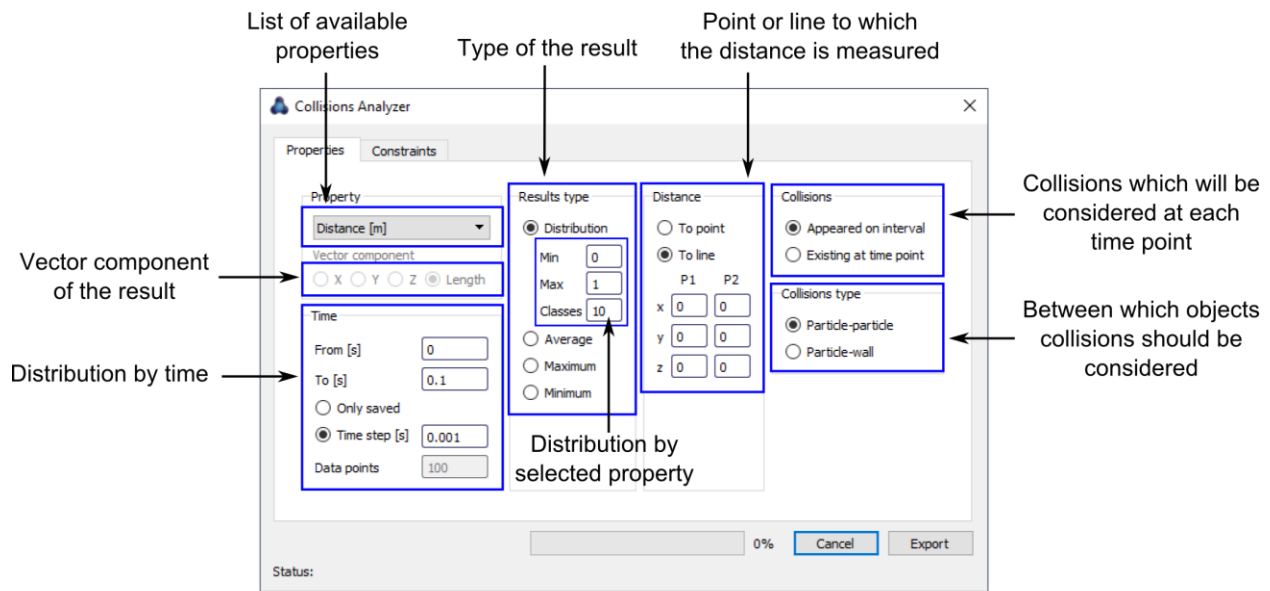 List of available
properties
Type of the result
Point or line to which
the distance is measured
Collisions Analyzer
Properties
Constraints
Property
Distance [m]
Vector component
X Y Z Length
Vector component
of the result
Time
From [s] 0
To [s] 0.1
Only saved
Time step [s] 0.001
Data points 100
Distribution by time
Results type
Distribution
Min 0
Max 1
Classes 10
Average
Maximum
Minimum
Distribution by
selected property
Distance
To point
To line
P1 P2
x 0 0
y 0 0
z 0 0
Collisions
Appeared on interval
Existing at time point
Collisions which will be
considered at each
time point
Collisions type
Particle-particle
Particle-wall
Between which objects
collisions should be
considered
0%
Cancel
Export
Status: